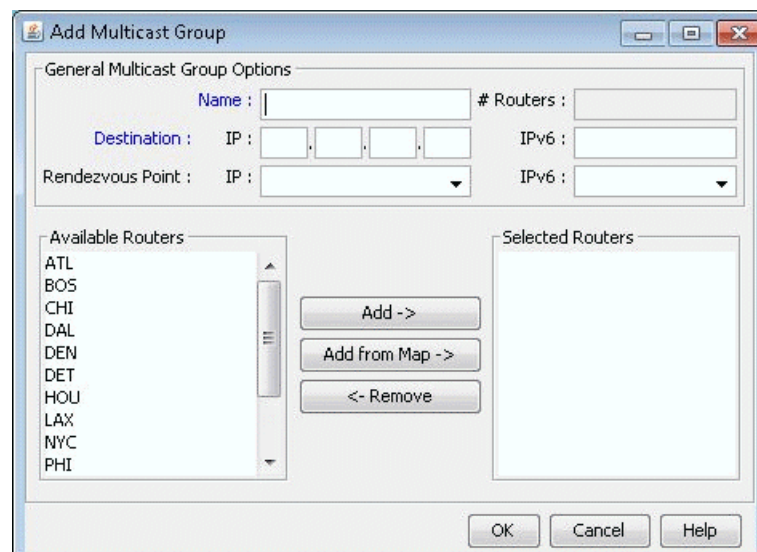 Add Multicast Group
General Multicast Group Options
Name : # Routers :
Destination : IP : . . . IPv6 :
Rendezvous Point : IP : IPv6 :
Available Routers
ATL
BOS
CHI
DAL
DEN
DET
HOU
LAX
NYC
PHI
Add ->
Add from Map ->
<- Remove
Selected Routers
OK Cancel Help